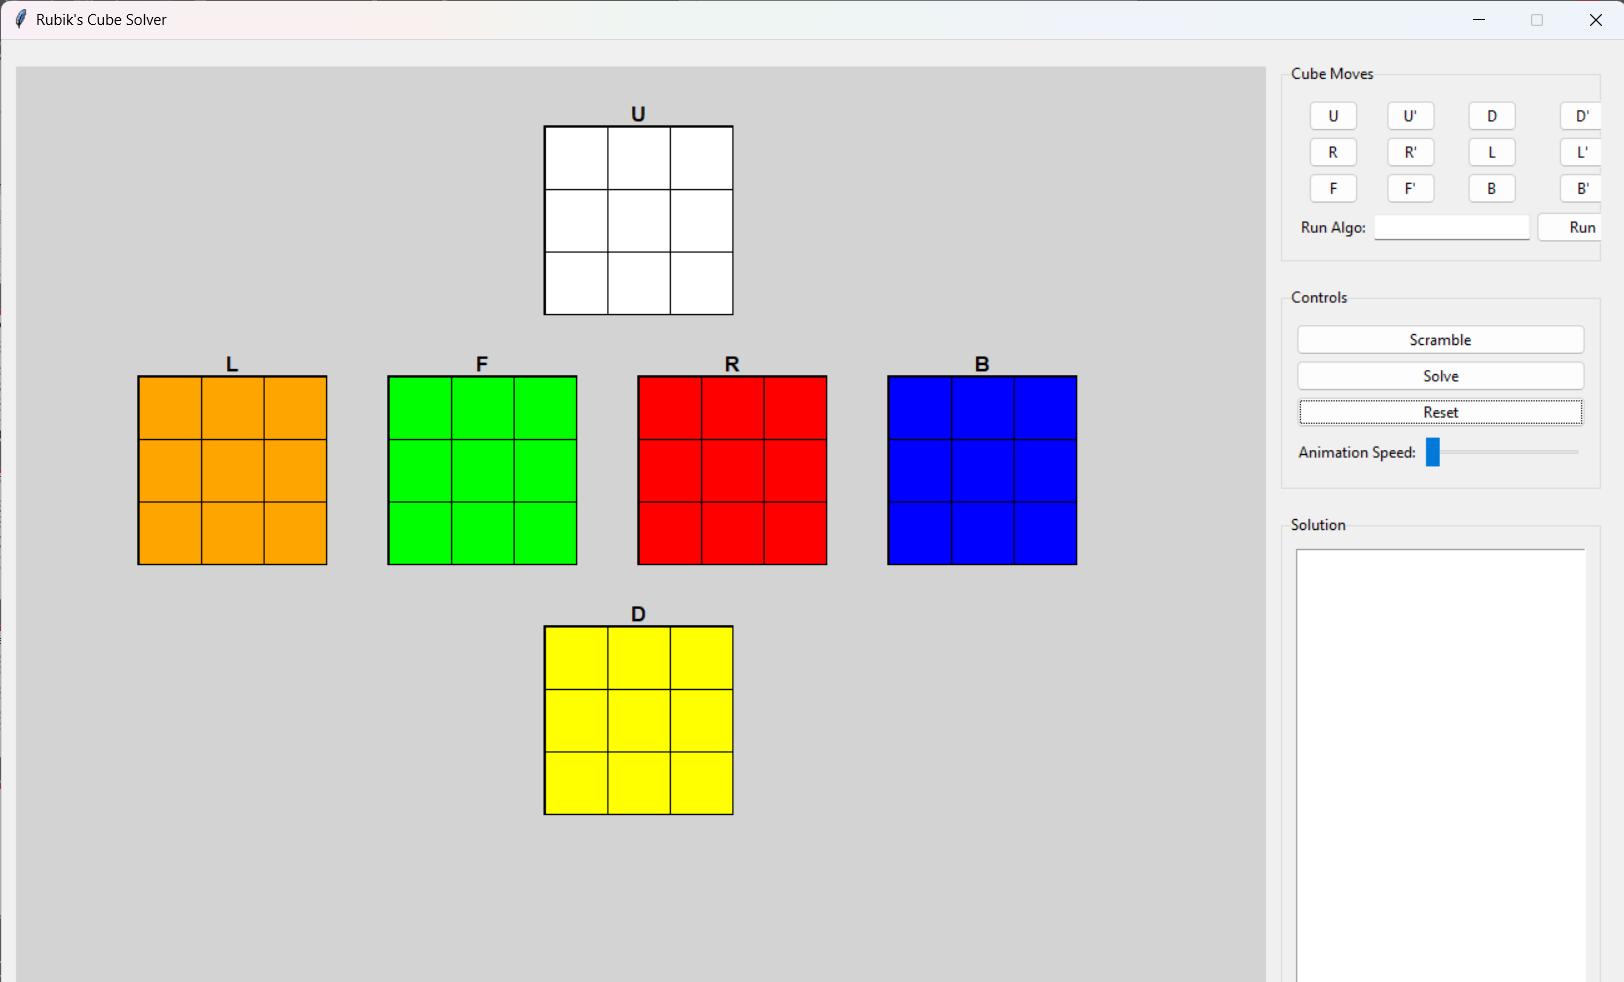 Rubik's Cube Solver
U
L F R B
D
Cube Moves
U U' D D'
R R' L L'
F F' B B'
Run Algo: Run
Controls
Scramble
Solve
Reset
Animation Speed:
Solution